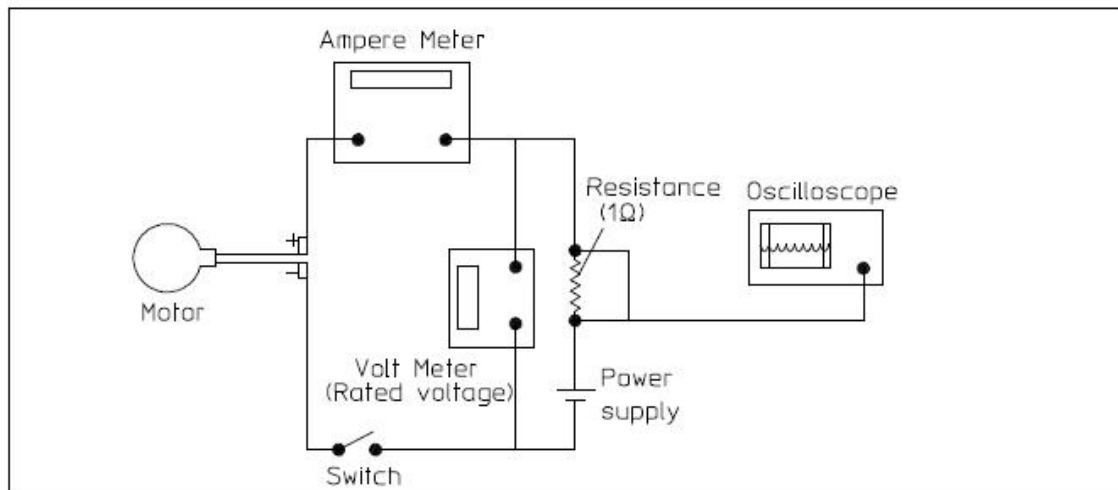 Ampere Meter
Resistance
(1Ω)
Oscilloscope
+
−
Motor
Volt Meter
(Rated voltage)
Power
supply
Switch